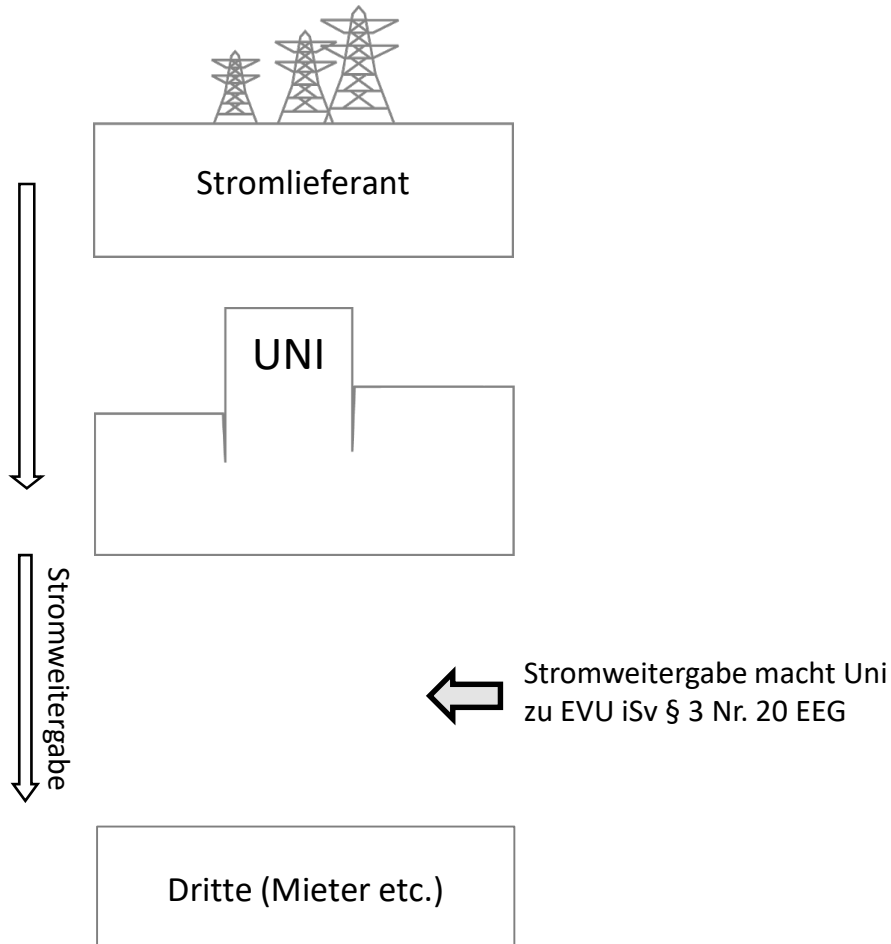 Stromlieferant
UNI
Stromweitergabe
Stromweitergabe macht Uni
zu EVU iSv § 3 Nr. 20 EEG
Dritte (Mieter etc.)